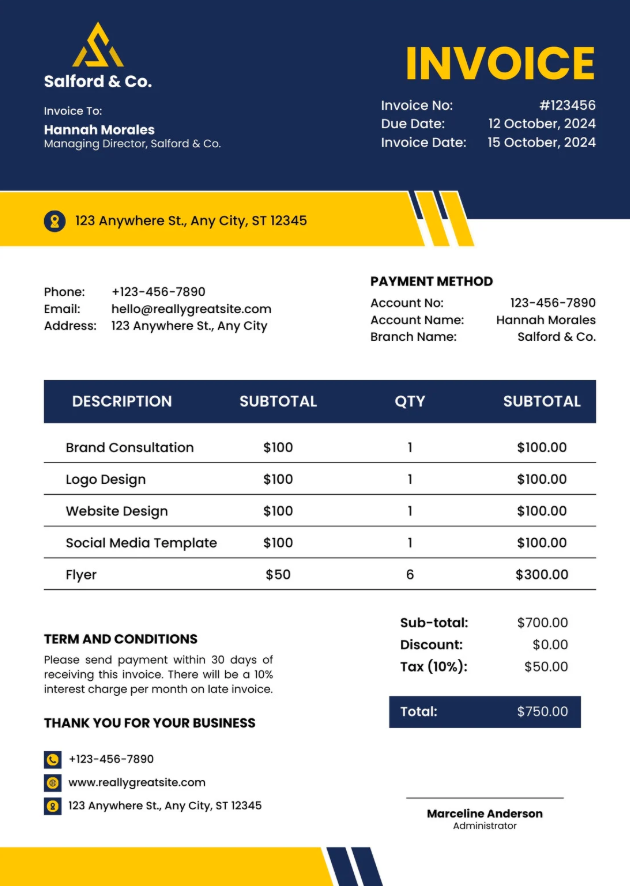 Salford & Co.
INVOICE
Invoice To:
Hannah Morales
Managing Director, Salford & Co.
Invoice No: #123456
Due Date: 12 October, 2024
Invoice Date: 15 October, 2024
123 Anywhere St., Any City, ST 12345
Phone: +123-456-7890
Email: hello@reallygreatsite.com
Address: 123 Anywhere St., Any City
PAYMENT METHOD
Account No: 123-456-7890
Account Name: Hannah Morales
Branch Name: Salford & Co.
DESCRIPTION SUBTOTAL QTY SUBTOTAL
Brand Consultation $100 1 $100.00
Logo Design $100 1 $100.00
Website Design $100 1 $100.00
Social Media Template $100 1 $100.00
Flyer $50 6 $300.00
Sub-total: $700.00
Discount: $0.00
Tax (10%): $50.00
Total: $750.00
TERM AND CONDITIONS
Please send payment within 30 days of
receiving this invoice. There will be a 10%
interest charge per month on late invoice.
THANK YOU FOR YOUR BUSINESS
+123-456-7890
www.reallygreatsite.com
123 Anywhere St., Any City, ST 12345
Marceline Anderson
Administrator